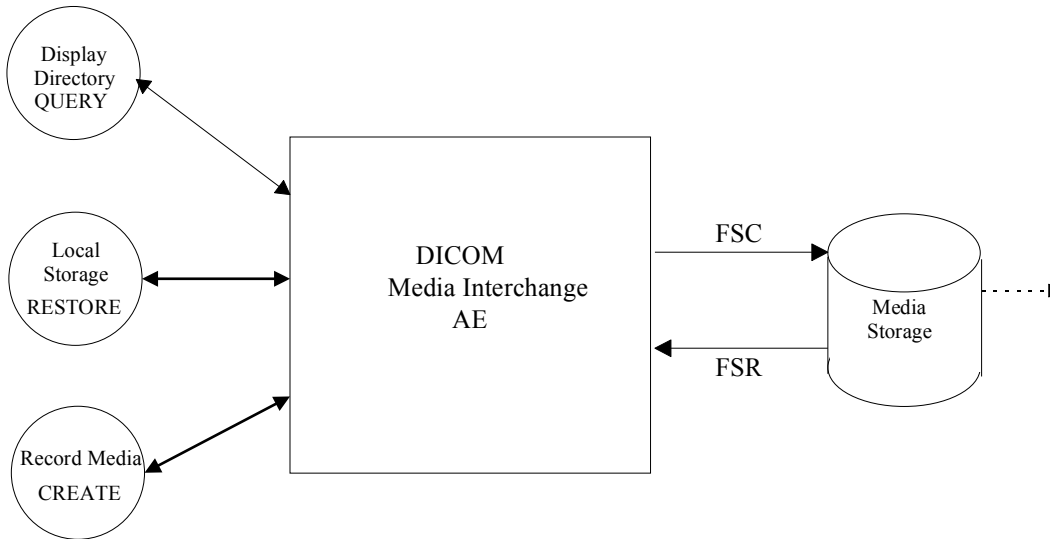 Display
Directory
QUERY
Local
Storage
RESTORE
Record Media
CREATE
DICOM
Media Interchange
AE
FSC
FSR
Media
Storage